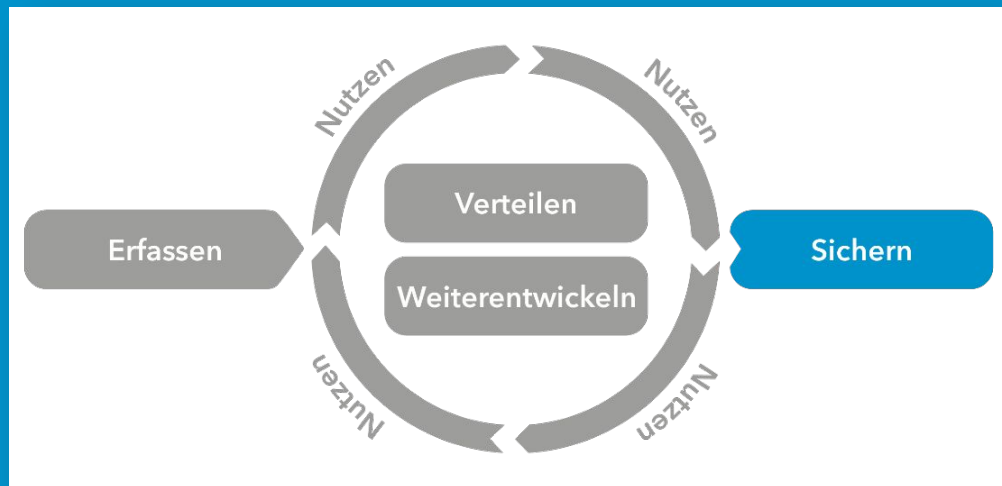 Nutzen
Nutzen
Verteilen
Erfassen
Sichern
Weiterentwickeln
Nutzen
Nutzen